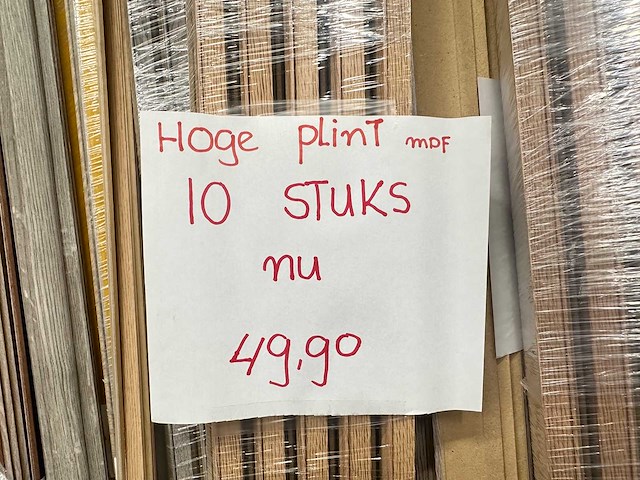 HOGE PLINT MDF
10 STUKS
nu
49,90